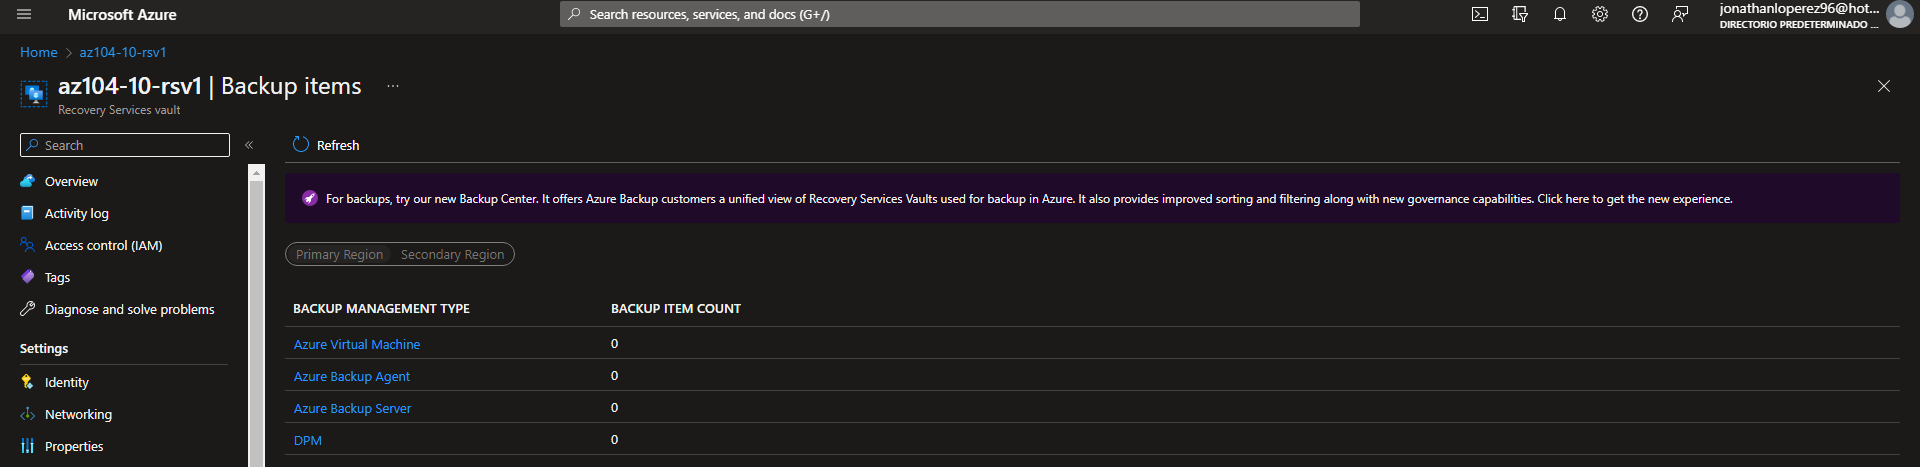 Microsoft Azure
Search resources, services, and docs (G+/)
jonathanloperez96@hot...
DIRECTORIO PREDETERMINADO ...
Home > az104-10-rsv1
az104-10-rsv1 | Backup items ...
Recovery Services vault
Search «
Refresh
Overview
Activity log
Access control (IAM)
Tags
Diagnose and solve problems
Settings
Identity
Networking
Properties
For backups, try our new Backup Center. It offers Azure Backup customers a unified view of Recovery Services Vaults used for backup in Azure. It also provides improved sorting and filtering along with new governance capabilities. Click here to get the new experience.
Primary Region Secondary Region
BACKUP MANAGEMENT TYPE BACKUP ITEM COUNT
Azure Virtual Machine 0
Azure Backup Agent 0
Azure Backup Server 0
DPM 0